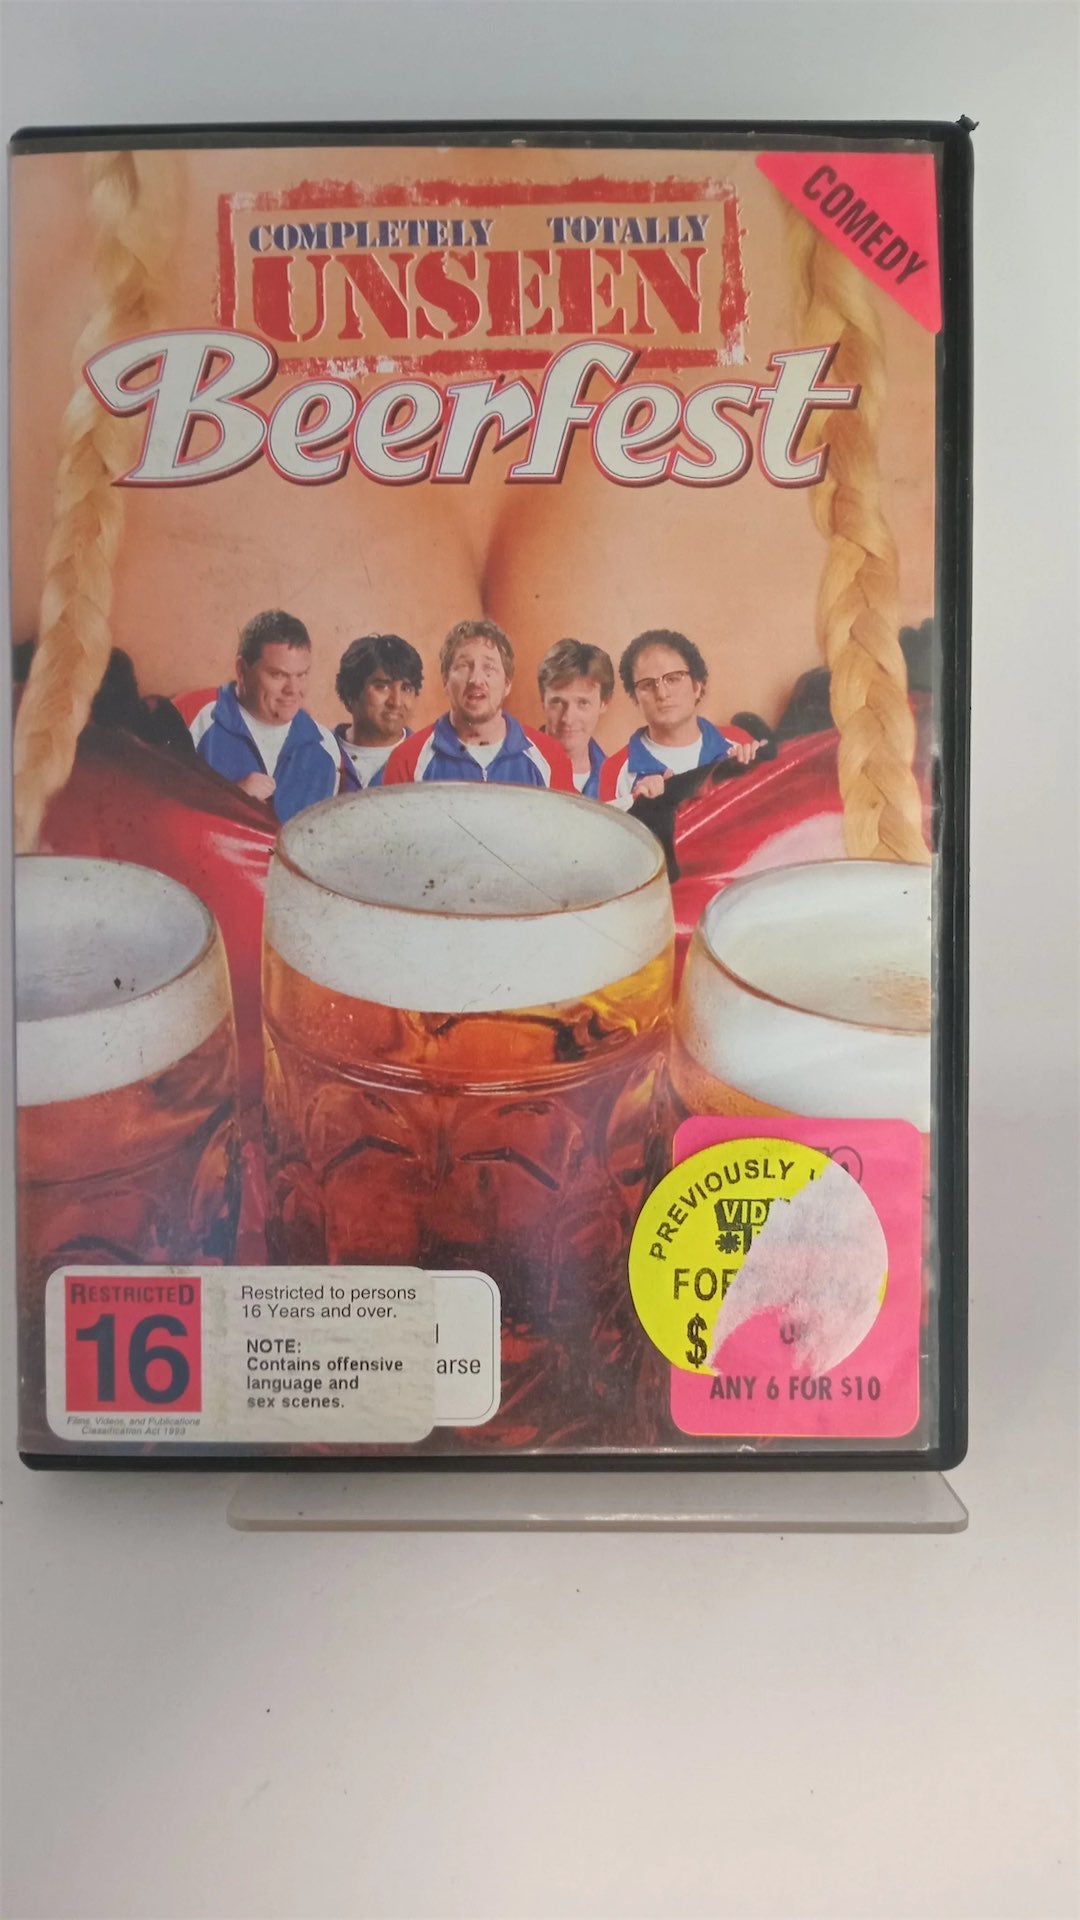 COMEDY
COMPLETELY TOTALLY
UNSEEN
Beerfest
PREVIOUSLY
$
ANY 6 FOR $10
RESTRICTED
16
Films, Videos, and Publications
Classification Act 1993
Restricted to persons
16 Years and over.
NOTE:
Contains offensive
language and
sex scenes.
arse